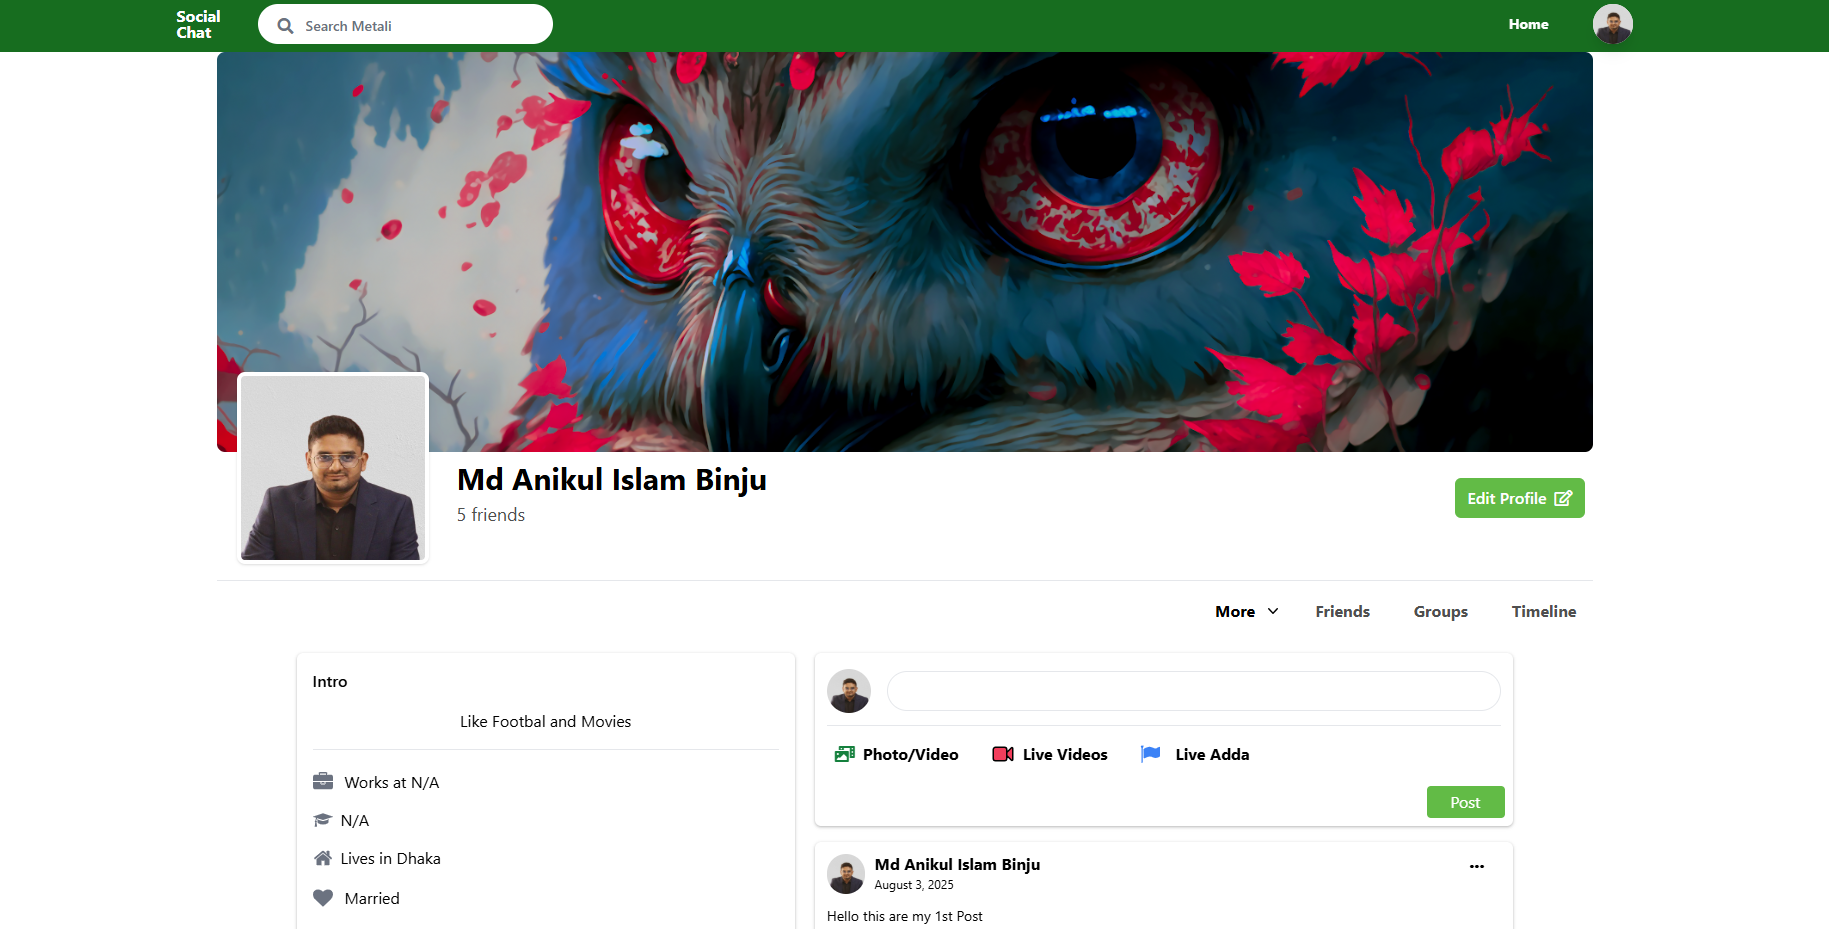 Social
Chat
Search Metali
Home
Md Anikul Islam Binju
5 friends
Edit Profile
More
Friends
Groups
Timeline
Intro
Like Footbal and Movies
Works at N/A
N/A
Lives in Dhaka
Married
Photo/Video
Live Videos
Live Adda
Post
Md Anikul Islam Binju
August 3, 2025
Hello this are my 1st Post